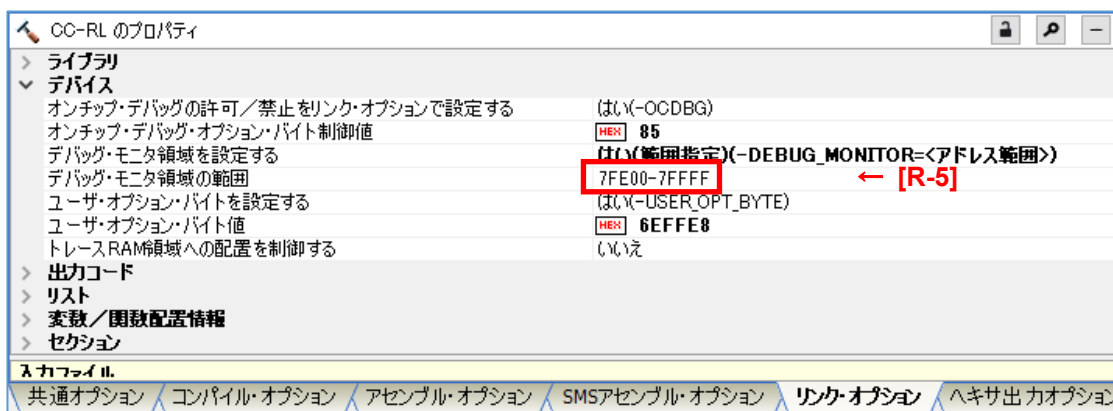 CC-RL のプロパティ
ライブラリ
デバイス
オンチップ・デバッグの許可／禁止をリンク・オプションで設定する はい(-OCDBG)
オンチップ・デバッグ・オプション・バイト制御値 HEX 85
デバッグ・モニタ領域を設定する はい(範囲指定)(-DEBUG_MONITOR=<アドレス範囲>)
デバッグ・モニタ領域の範囲 7FE00-7FFFF ← [R-5]
ユーザ・オプション・バイトを設定する はい(-USER_OPT_BYTE)
ユーザ・オプション・バイト値 HEX 6EFFE8
トレースRAM領域への配置を制御する いいえ
出力コード
リスト
変数／関数配置情報
セクション
入力ファイル
共通オプション コンパイル・オプション アセンブル・オプション SMSアセンブル・オプション リンク・オプション ヘキサ出力オプション